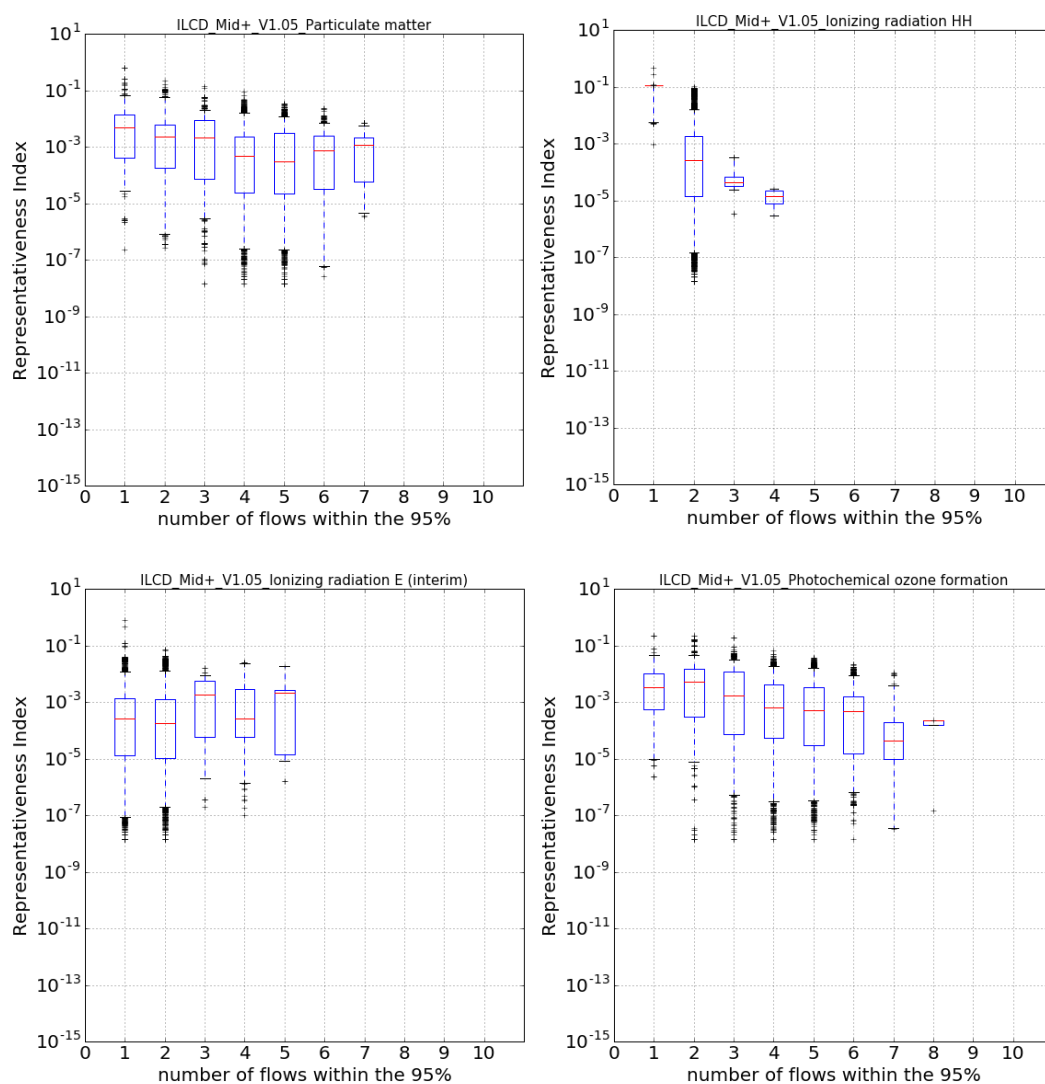 ILCD_Mid+_V1.05_Particulate matter
Representativeness Index
10^1
10^-1
10^-3
10^-5
10^-7
10^-9
10^-11
10^-13
10^-15
0 1 2 3 4 5 6 7 8 9 10
number of flows within the 95%
ILCD_Mid+_V1.05_Ionizing radiation HH
Representativeness Index
10^1
10^-1
10^-3
10^-5
10^-7
10^-9
10^-11
10^-13
10^-15
0 1 2 3 4 5 6 7 8 9 10
number of flows within the 95%
ILCD_Mid+_V1.05_Ionizing radiation E (interim)
Representativeness Index
10^1
10^-1
10^-3
10^-5
10^-7
10^-9
10^-11
10^-13
10^-15
0 1 2 3 4 5 6 7 8 9 10
number of flows within the 95%
ILCD_Mid+_V1.05_Photochemical ozone formation
Representativeness Index
10^1
10^-1
10^-3
10^-5
10^-7
10^-9
10^-11
10^-13
10^-15
0 1 2 3 4 5 6 7 8 9 10
number of flows within the 95%